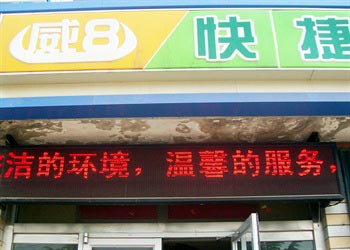 威8 快捷
洁的环境，温馨的服务，